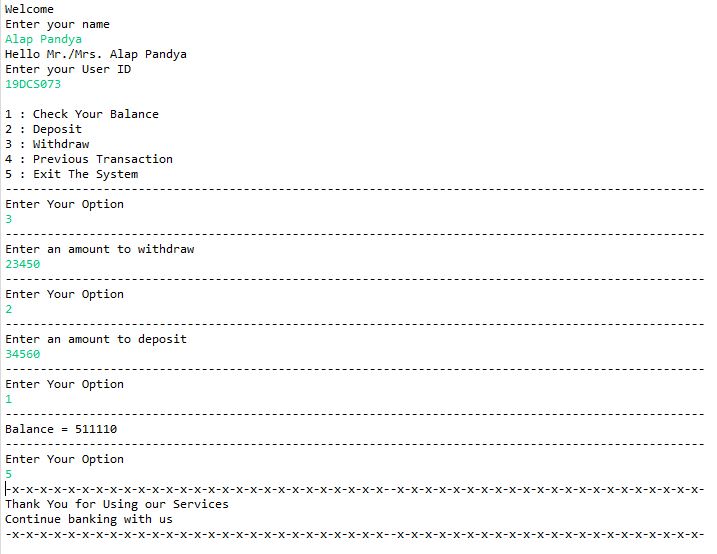 Welcome
Enter your name
Alap Pandya
Hello Mr./Mrs. Alap Pandya
Enter your User ID
19DCS073
1 : Check Your Balance
2 : Deposit
3 : Withdraw
4 : Previous Transaction
5 : Exit The System
----------------------------------------------------------------------------------------------------
Enter Your Option
3
----------------------------------------------------------------------------------------------------
Enter an amount to withdraw
23450
----------------------------------------------------------------------------------------------------
Enter Your Option
2
----------------------------------------------------------------------------------------------------
Enter an amount to deposit
34560
----------------------------------------------------------------------------------------------------
Enter Your Option
1
----------------------------------------------------------------------------------------------------
Balance = 511110
----------------------------------------------------------------------------------------------------
Enter Your Option
5
-x-x-x-x-x-x-x-x-x-x-x-x-x-x-x-x-x-x-x-x-x-x-x-x-x-x-x--x-x-x-x-x-x-x-x-x-x-x-x-x-x-x-x-x-x-x-x-x-x-
Thank You for Using our Services
Continue banking with us
-x-x-x-x-x-x-x-x-x-x-x-x-x-x-x-x-x-x-x-x-x-x-x-x-x-x-x--x-x-x-x-x-x-x-x-x-x-x-x-x-x-x-x-x-x-x-x-x-x-